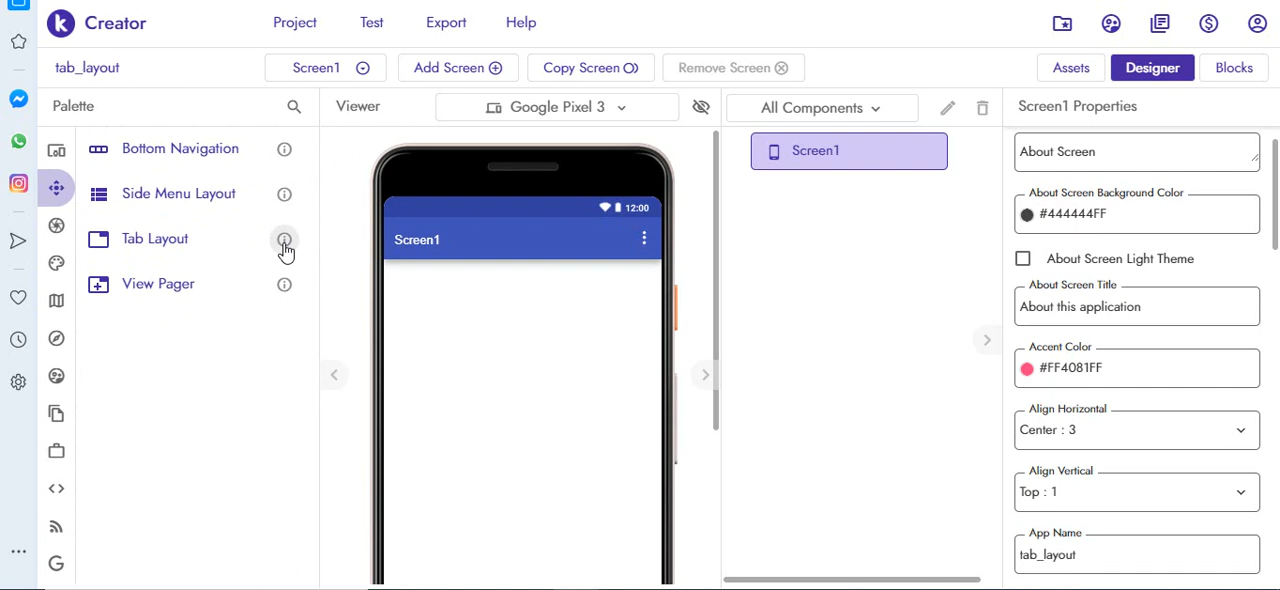 Creator
Project
Test
Export
Help
tab_layout
Screen1
Add Screen
Copy Screen
Remove Screen
Assets
Designer
Blocks
Palette
Viewer
Google Pixel 3
All Components
Screen1 Properties
Bottom Navigation
Side Menu Layout
Tab Layout
View Pager
12:00
Screen1
Screen1
About Screen
About Screen Background Color
#444444FF
About Screen Light Theme
About Screen Title
About this application
Accent Color
#FF4081FF
Align Horizontal
Center : 3
Align Vertical
Top : 1
App Name
tab_layout